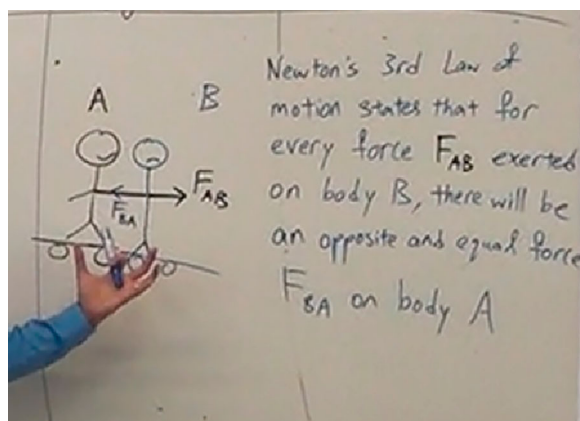 A B
F_AB
F_BA
Newton's 3rd Law of
motion states that for
every force F_AB exerted
on body B, there will be
an opposite and equal force
F_BA on body A